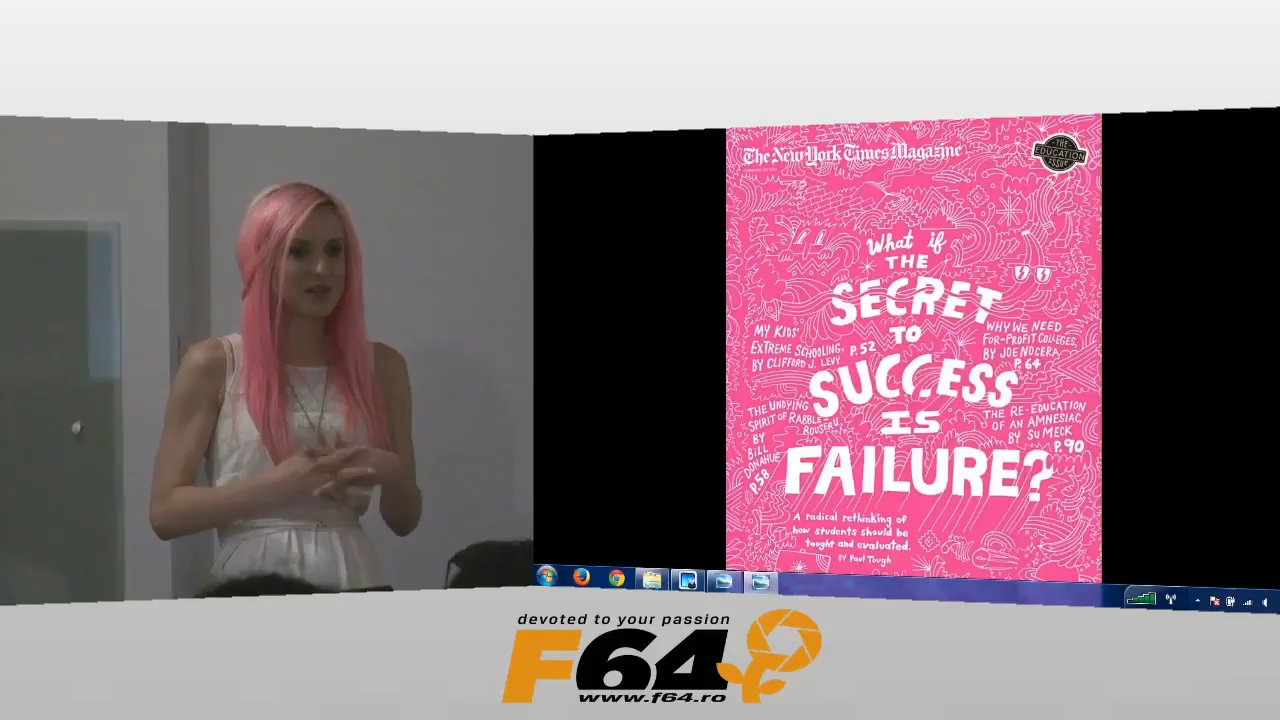 The New York Times Magazine
THE
EDUCATION
ISSUE
What if
THE
SECRET
TO
SUCCESS
IS
FAILURE?
MY KIDS'
EXTREME SCHOOLING,
BY CLIFFORD J. LEVY
P.52
WHY WE NEED
FOR-PROFIT COLLEGES,
BY JOE NOCERA
P.64
THE UNDYING
SPIRIT OF RABBLE-
ROUSER U.
BY
BILL
DONAHUE
P.58
THE RE-EDUCATION
OF AN AMNESIAC,
BY SU MECK
P.90
A radical rethinking of
how students should be
taught and evaluated.
BY Paul Tough
devoted to your passion
F64
www.f64.ro